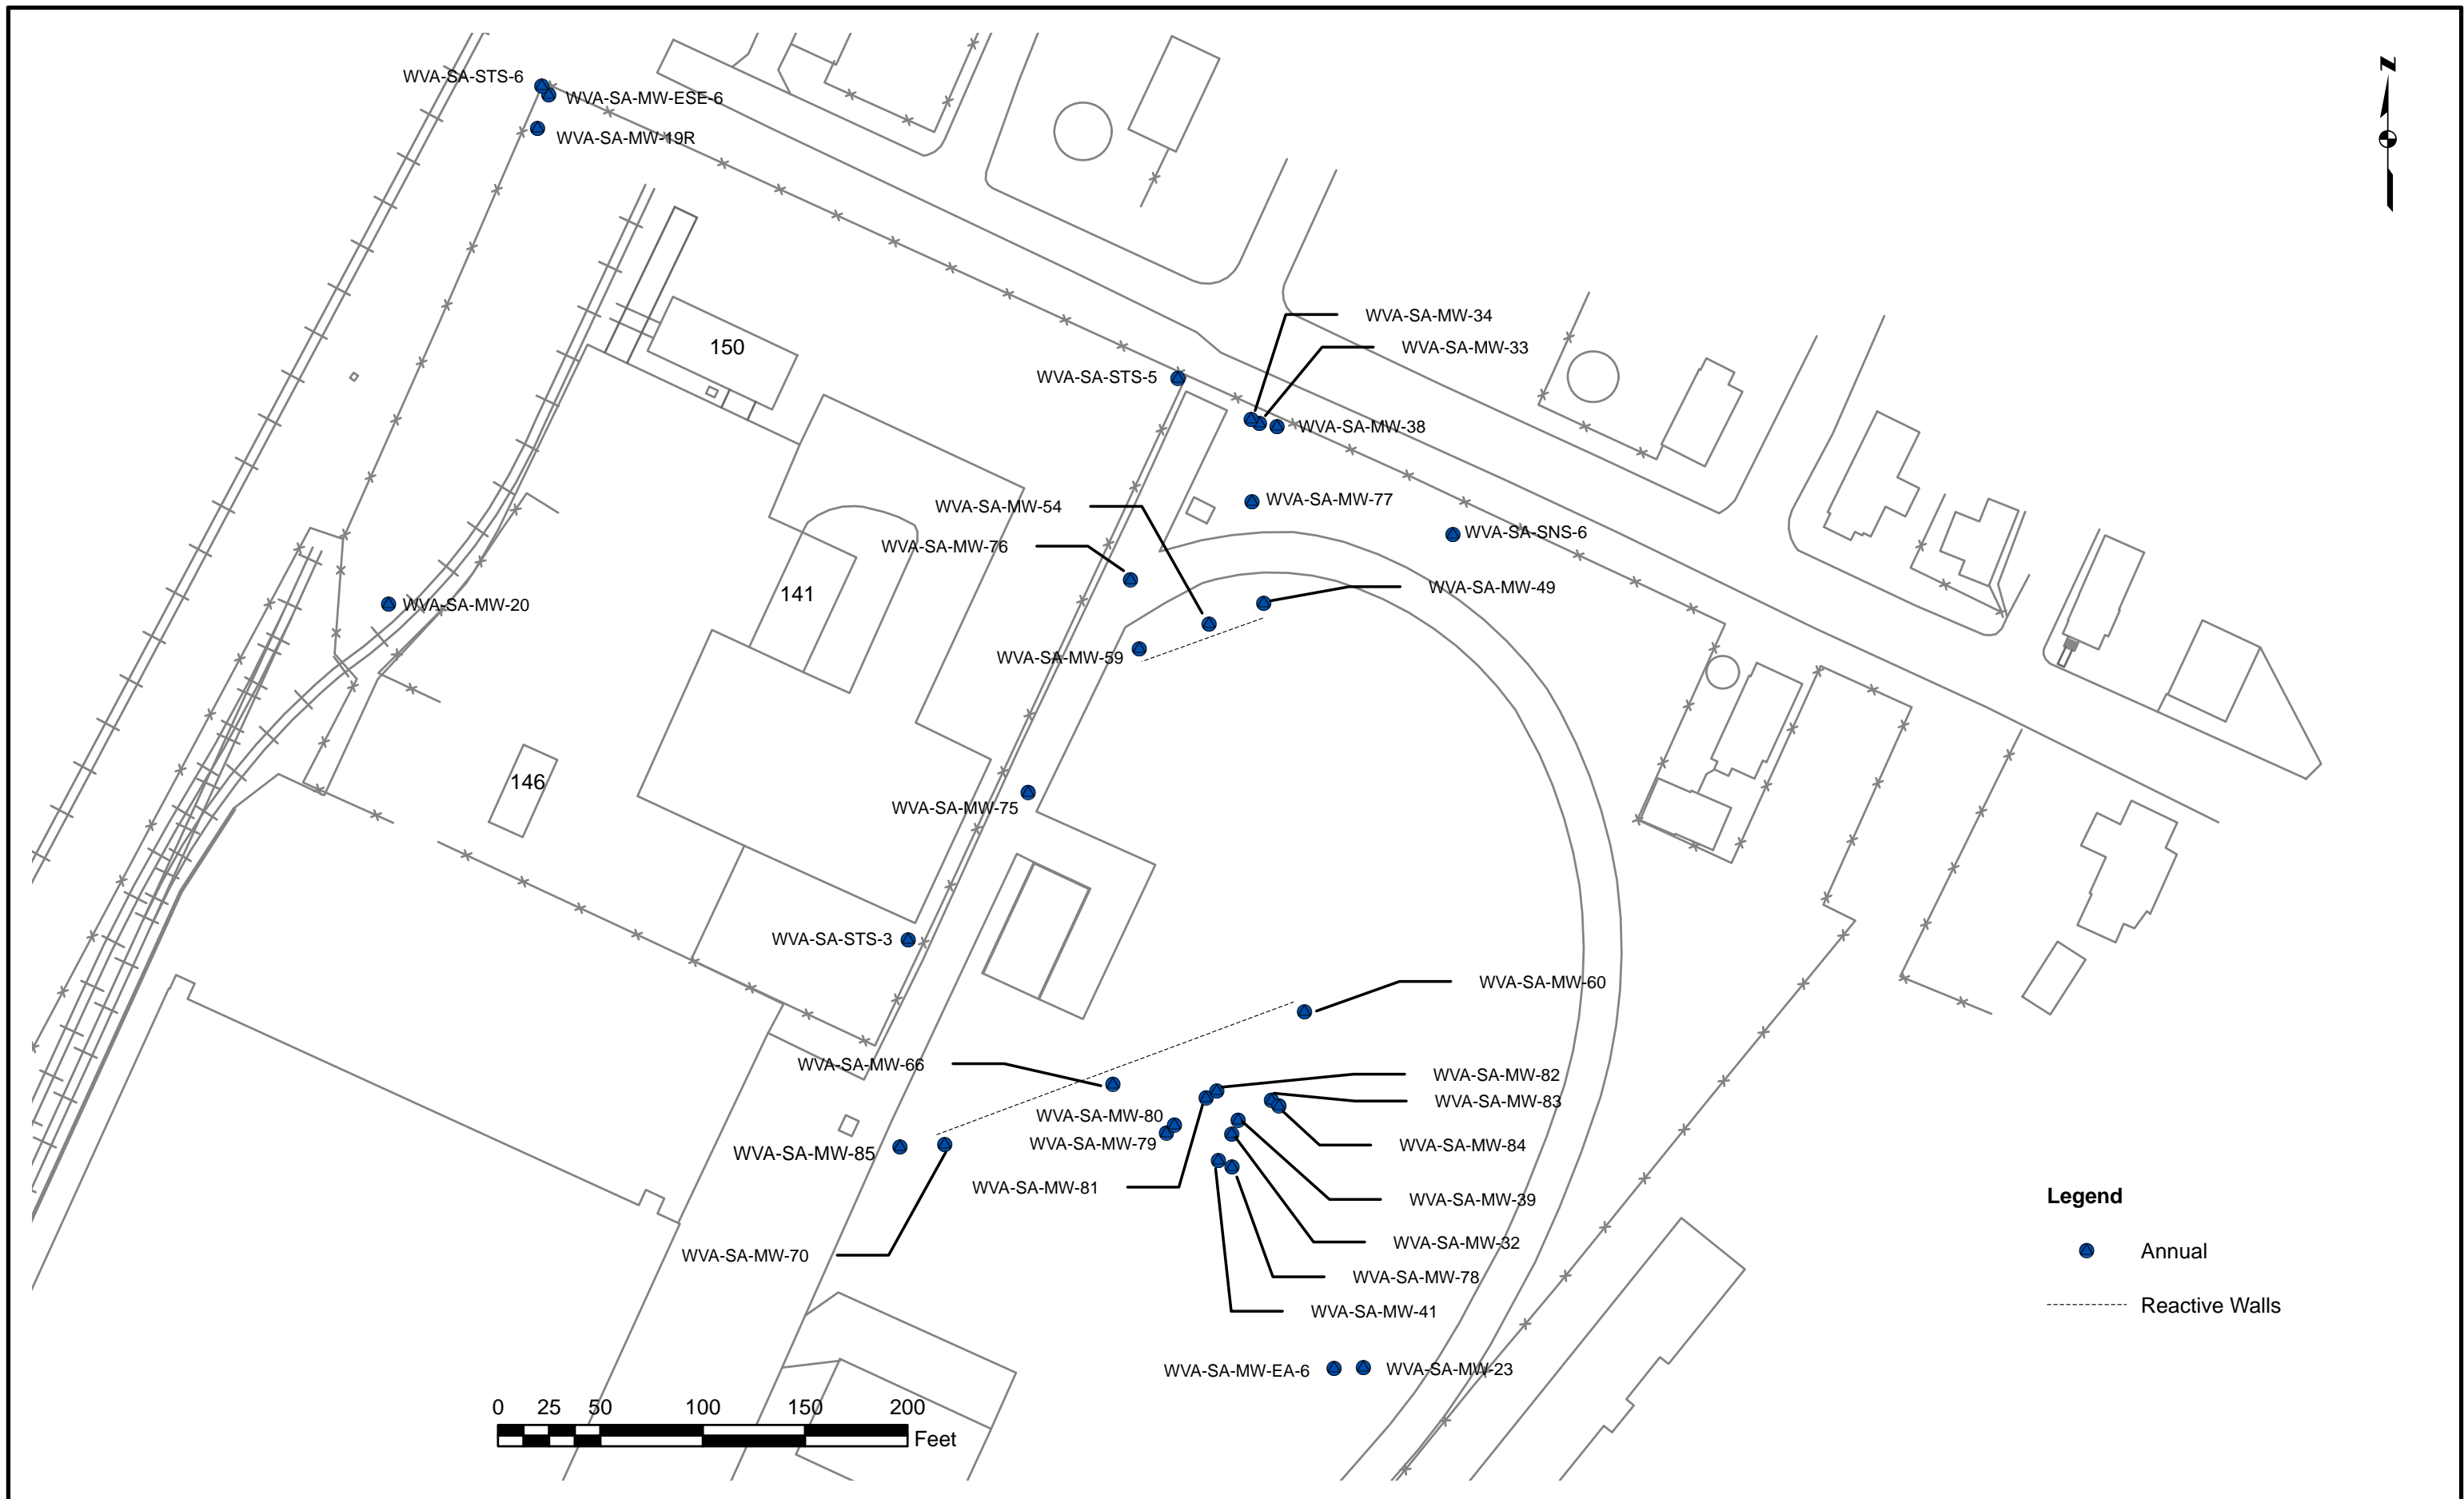 WVA-SA-STS-6
WVA-SA-MW-ESE-6
WVA-SA-MW-19R
Z
WVA-SA-MW-34
WVA-SA-MW-33
150
WVA-SA-STS-5
WVA-SA-MW-38
WVA-SA-MW-77
WVA-SA-MW-54
WVA-SA-SNS-6
WVA-SA-MW-76
WVA-SA-MW-49
141
WVA-SA-MW-20
WVA-SA-MW-59
146
WVA-SA-MW-75
WVA-SA-STS-3
WVA-SA-MW-60
WVA-SA-MW-66
WVA-SA-MW-82
WVA-SA-MW-83
WVA-SA-MW-80
WVA-SA-MW-79
WVA-SA-MW-84
WVA-SA-MW-85
WVA-SA-MW-81
WVA-SA-MW-39
WVA-SA-MW-32
WVA-SA-MW-70
WVA-SA-MW-78
WVA-SA-MW-41
WVA-SA-MW-EA-6
WVA-SA-MW-23
Legend
Annual
Reactive Walls
0 25 50 100 150 200
Feet